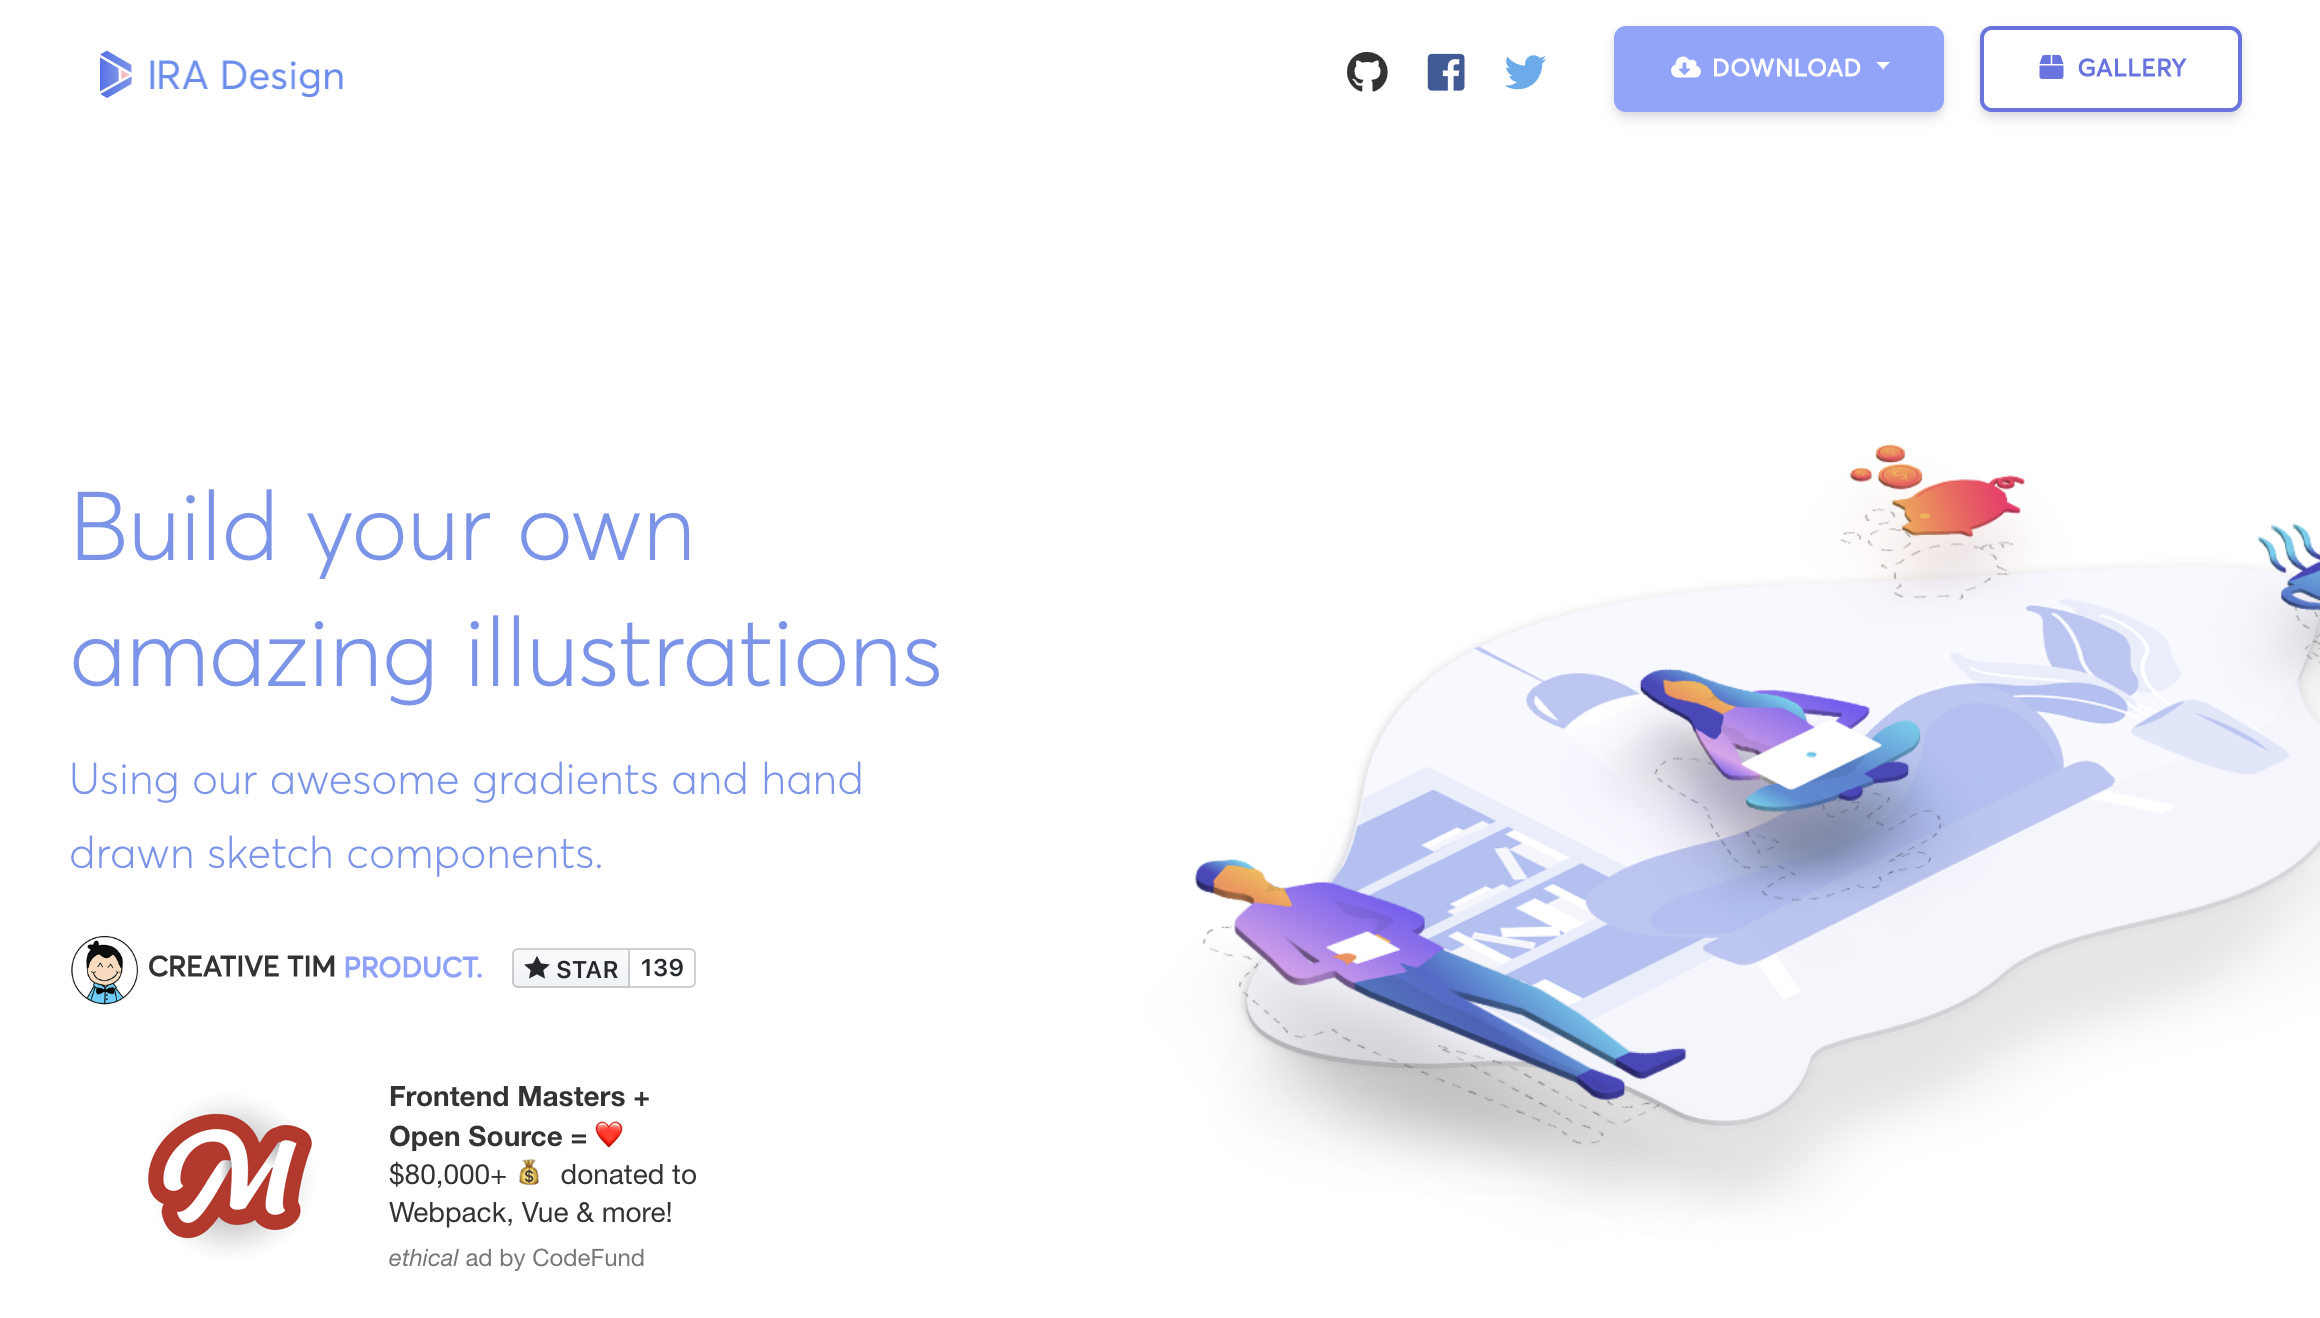 IRA Design
DOWNLOAD
GALLERY
Build your own
amazing illustrations
Using our awesome gradients and hand
drawn sketch components.
CREATIVE TIM PRODUCT.
STAR 139
Frontend Masters +
Open Source = ❤️
$80,000+ 💰 donated to
Webpack, Vue & more!
ethical ad by CodeFund